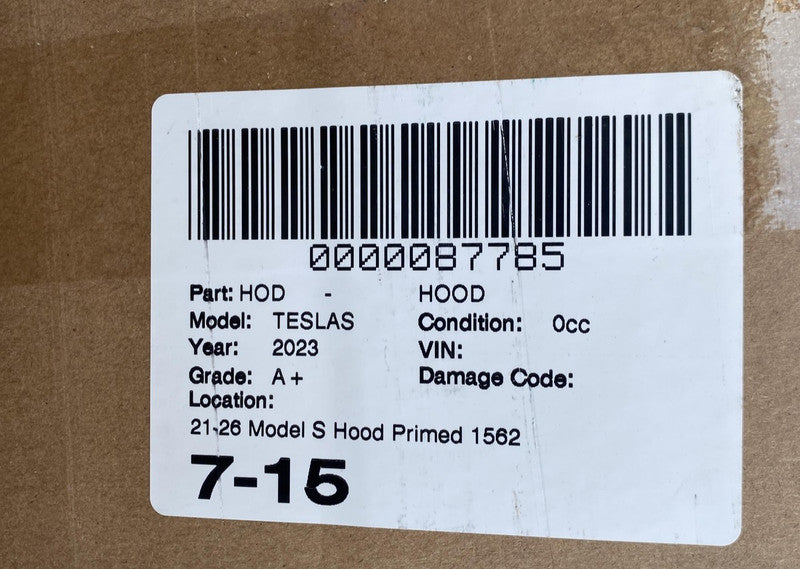 0000087785
Part: HOD - HOOD
Model: TESLAS Condition: 0cc
Year: 2023 VIN:
Grade: A+ Damage Code:
Location:
21-26 Model S Hood Primed 1562
7-15